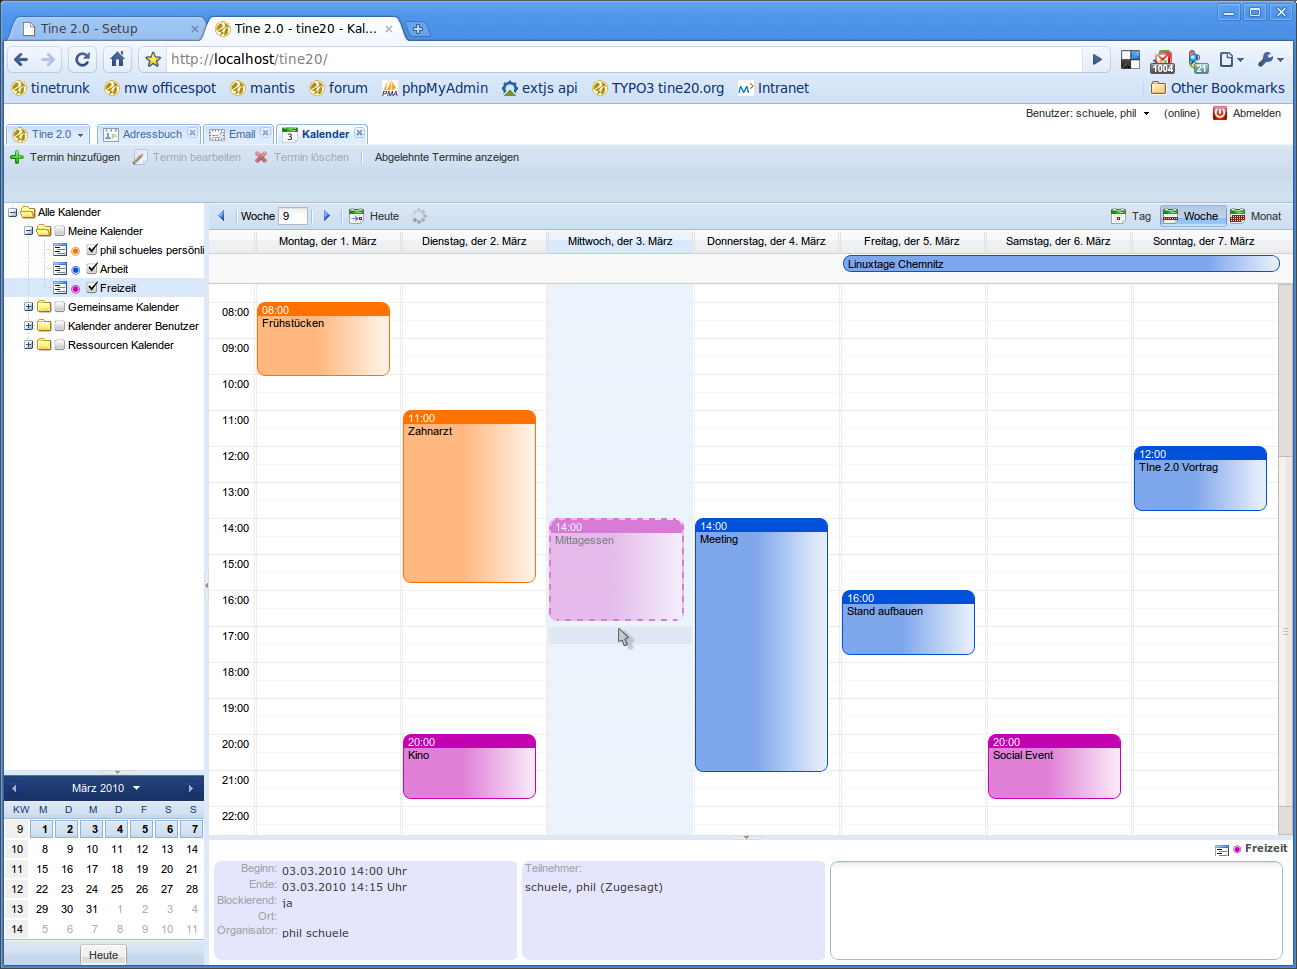 Tine 2.0 - Setup
Tine 2.0 - tine20 - Kal...
http://localhost/tine20/
1004
21
tinetrunk
mw officespot
mantis
forum
phpMyAdmin
extjs api
TYPO3 tine20.org
Intranet
Other Bookmarks
Benutzer: schuele, phil
(online)
Abmelden
Tine 2.0
Adressbuch
Email
3
Kalender
Termin hinzufügen
Termin bearbeiten
Termin löschen
Abgelehnte Termine anzeigen
Alle Kalender
Meine Kalender
phil schueles persönli
Arbeit
Freizeit
Gemeinsame Kalender
Kalender anderer Benutzer
Ressourcen Kalender
Woche 9
Heute
Tag
Woche
Monat
Montag, der 1. März
Dienstag, der 2. März
Mittwoch, der 3. März
Donnerstag, der 4. März
Freitag, der 5. März
Samstag, der 6. März
Sonntag, der 7. März
Linuxtage Chemnitz
08:00
09:00
10:00
11:00
12:00
13:00
14:00
15:00
16:00
17:00
18:00
19:00
20:00
21:00
22:00
08:00
Frühstücken
11:00
Zahnarzt
20:00
Kino
14:00
Mittagessen
14:00
Meeting
16:00
Stand aufbauen
20:00
Social Event
12:00
TIne 2.0 Vortrag
März 2010
KW M D M D F S S
9 1 2 3 4 5 6 7
10 8 9 10 11 12 13 14
11 15 16 17 18 19 20 21
12 22 23 24 25 26 27 28
13 29 30 31 1 2 3 4
14 5 6 7 8 9 10 11
Heute
Freizeit
Beginn: 03.03.2010 14:00 Uhr
Ende: 03.03.2010 14:15 Uhr
Blockierend: ja
Ort:
Organisator: phil schuele
Teilnehmer:
schuele, phil (Zugesagt)